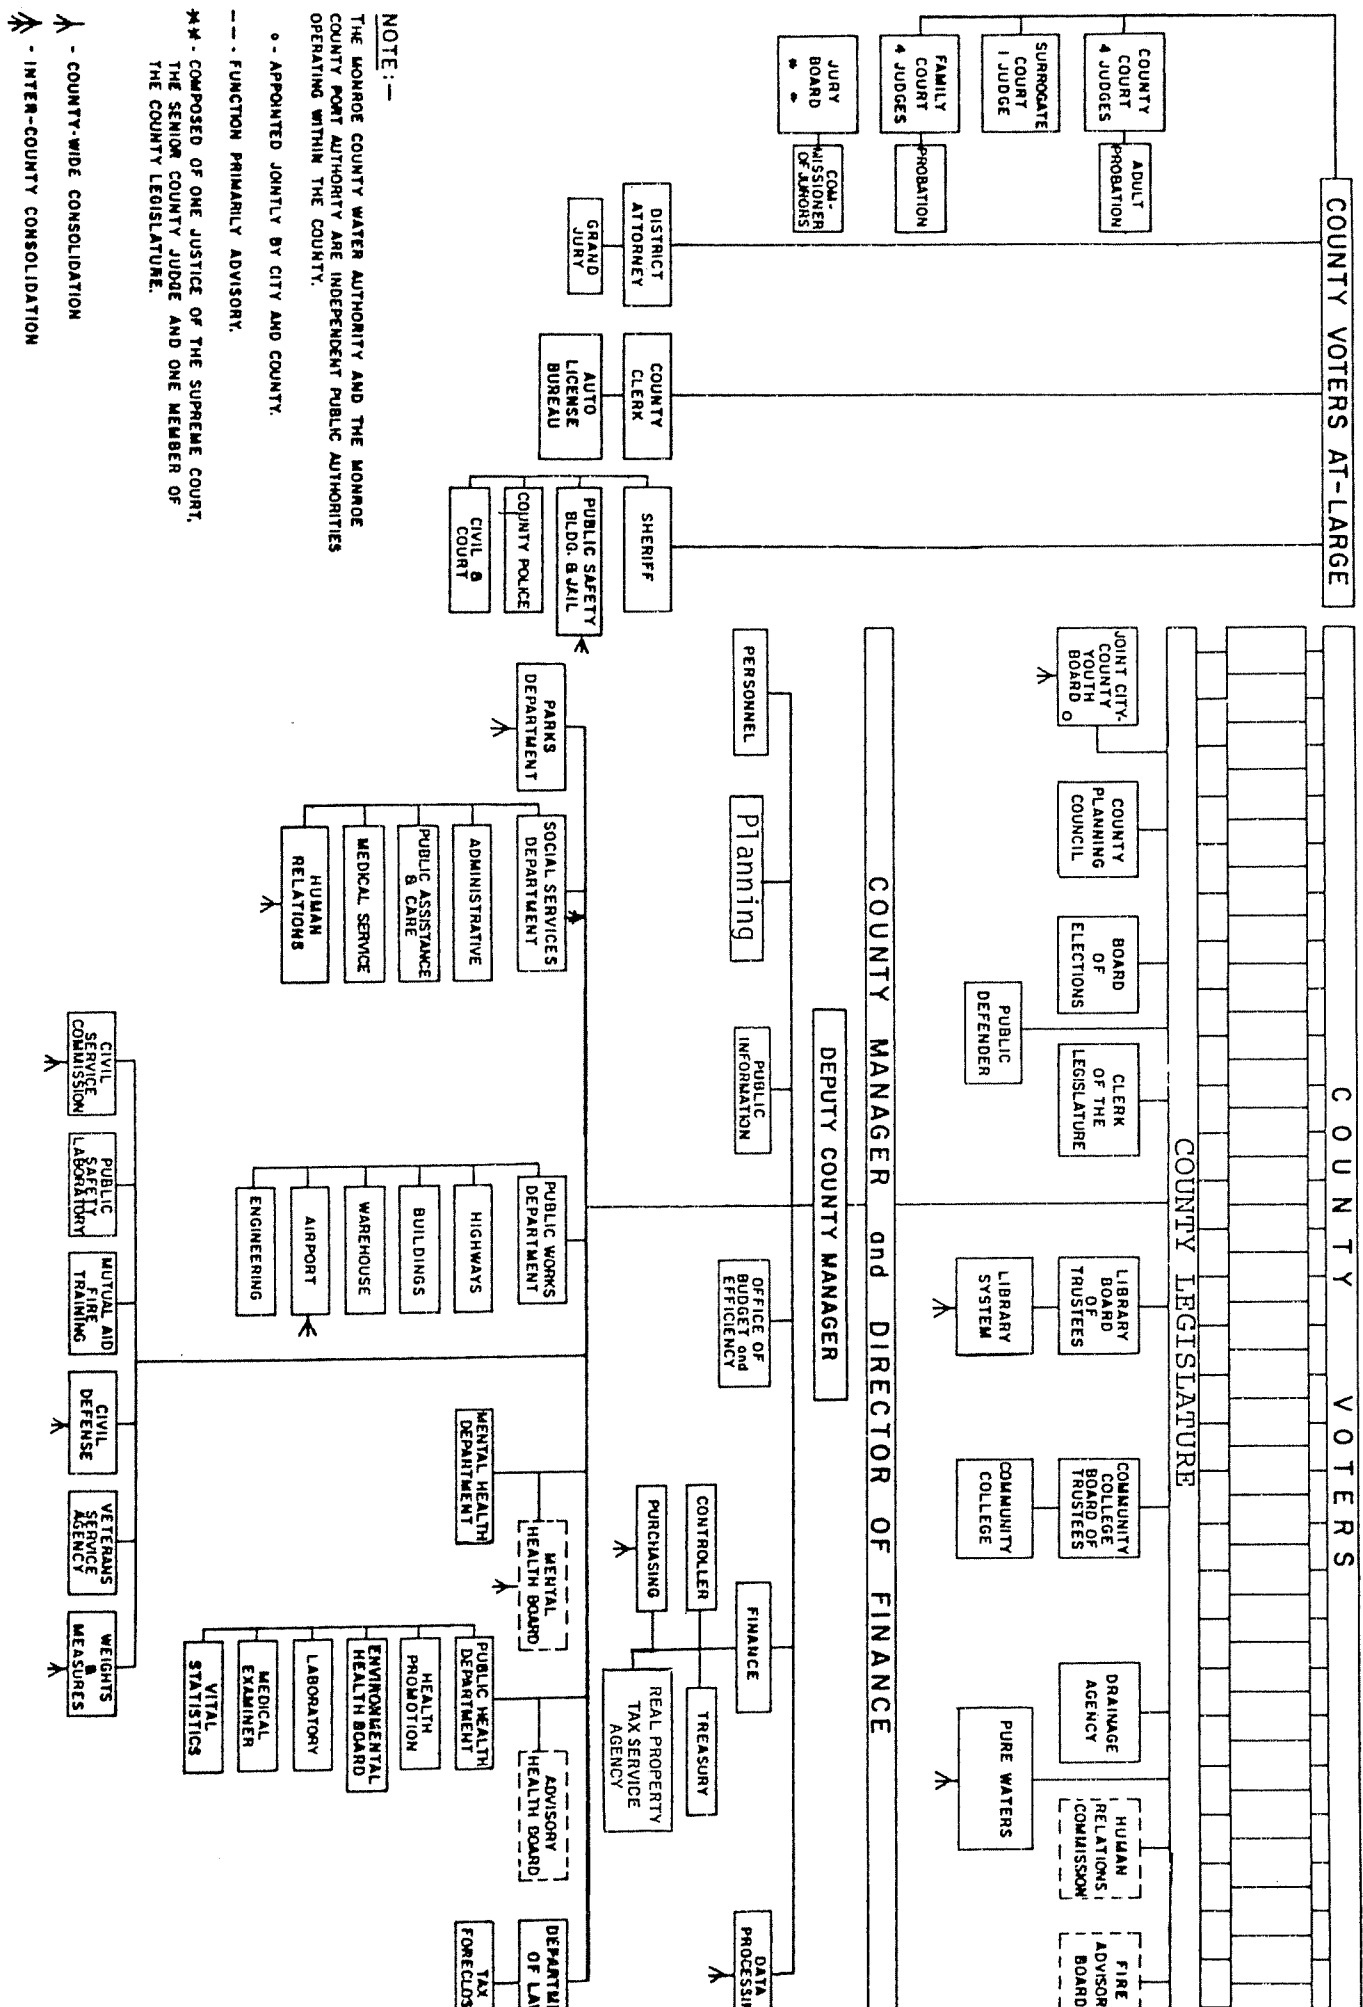 COUNTY VOTERS AT-LARGE
COUNTY VOTERS
COUNTY
COURT
4 JUDGES
ADULT
PROBATION
SURROGATE
COURT
1 JUDGE
FAMILY
COURT
4 JUDGES
PROBATION
JURY
BOARD
* *
COM-
MISSIONER
OF JURORS
DISTRICT
ATTORNEY
GRAND
JURY
COUNTY
CLERK
AUTO
LICENSE
BUREAU
SHERIFF
PUBLIC SAFETY
BLDG. & JAIL
COUNTY POLICE
CIVIL &
COURT
COUNTY LEGISLATURE
JOINT CITY-
COUNTY
YOUTH
BOARD
o
COUNTY
PLANNING
COUNCIL
BOARD
OF
ELECTIONS
PUBLIC
DEFENDER
CLERK
OF THE
LEGISLATURE
LIBRARY
BOARD
OF
TRUSTEES
LIBRARY
SYSTEM
COMMUNITY
COLLEGE
BOARD OF
TRUSTEES
COMMUNITY
COLLEGE
DRAINAGE
AGENCY
PURE WATERS
HUMAN
RELATIONS
COMMISSION
FIRE
ADVISOR
BOARD
COUNTY MANAGER and DIRECTOR OF FINANCE
DEPUTY COUNTY MANAGER
PERSONNEL
Planning
PUBLIC
INFORMATION
OFFICE OF
BUDGET and
EFFICIENCY
FINANCE
CONTROLLER
TREASURY
PURCHASING
REAL PROPERTY
TAX SERVICE
AGENCY
DATA
PROCESSIN
PARKS
DEPARTMENT
SOCIAL SERVICES
DEPARTMENT
ADMINISTRATIVE
PUBLIC ASSISTANCE
& CARE
MEDICAL SERVICE
HUMAN
RELATIONS
PUBLIC WORKS
DEPARTMENT
HIGHWAYS
BUILDINGS
WAREHOUSE
AIRPORT
ENGINEERING
MENTAL
HEALTH BOARD
MENTAL HEALTH
DEPARTMENT
ADVISORY
HEALTH BOARD
PUBLIC HEALTH
DEPARTMENT
HEALTH
PROMOTION
ENVIRONMENTAL
HEALTH BOARD
LABORATORY
MEDICAL
EXAMINER
VITAL
STATISTICS
DEPARTM
OF LA
TAX
FORECLOS
CIVIL
SERVICE
COMMISSION
PUBLIC
SAFETY
LABORATORY
MUTUAL AID
FIRE
TRAINING
CIVIL
DEFENSE
VETERANS
SERVICE
AGENCY
WEIGHTS
&
MEASURES
NOTE:-
THE MONROE COUNTY WATER AUTHORITY AND THE MONROE
COUNTY PORT AUTHORITY ARE INDEPENDENT PUBLIC AUTHORITIES
OPERATING WITHIN THE COUNTY.
o - APPOINTED JOINTLY BY CITY AND COUNTY.
-- - FUNCTION PRIMARILY ADVISORY.
** - COMPOSED OF ONE JUSTICE OF THE SUPREME COURT,
THE SENIOR COUNTY JUDGE AND ONE MEMBER OF
THE COUNTY LEGISLATURE.
- COUNTY-WIDE CONSOLIDATION
- INTER-COUNTY CONSOLIDATION